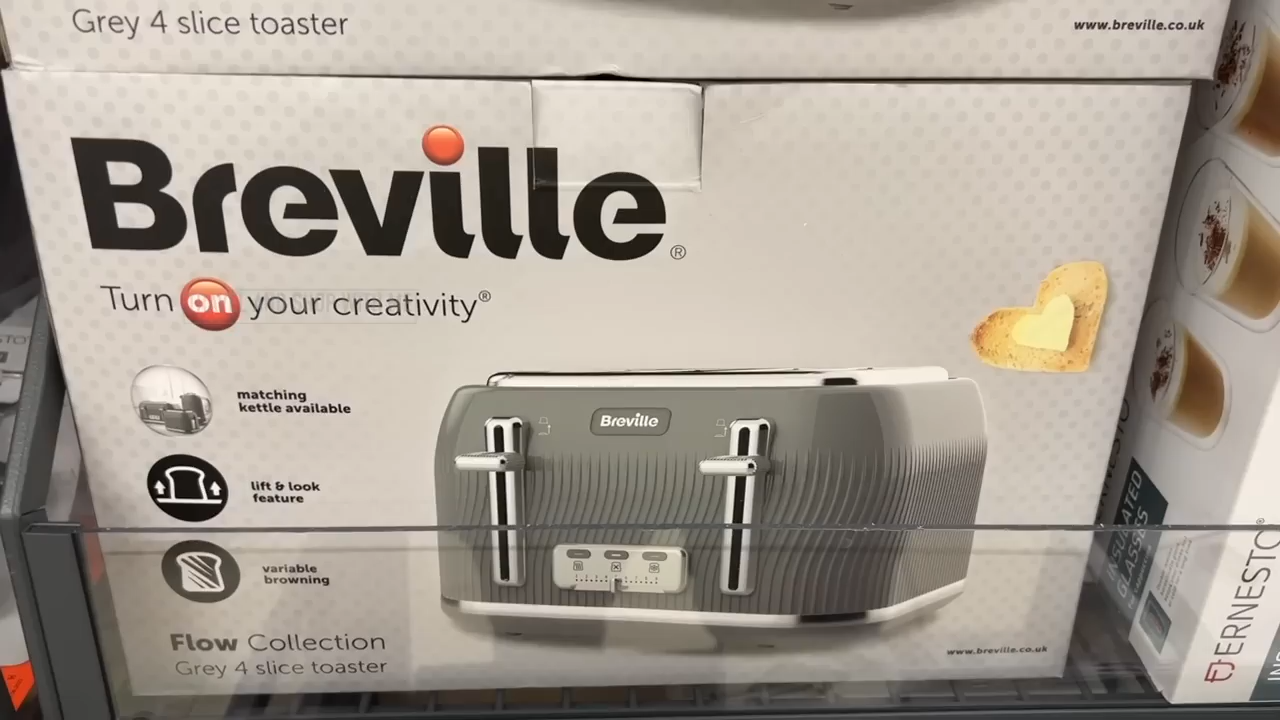 Grey 4 slice toaster
www.breville.co.uk
Breville®
Turn on your creativity®
matching
kettle available
lift & look
feature
variable
browning
Flow Collection
Grey 4 slice toaster
Breville
www.breville.co.uk
INSULATED
GLASSES
ERNESTO®